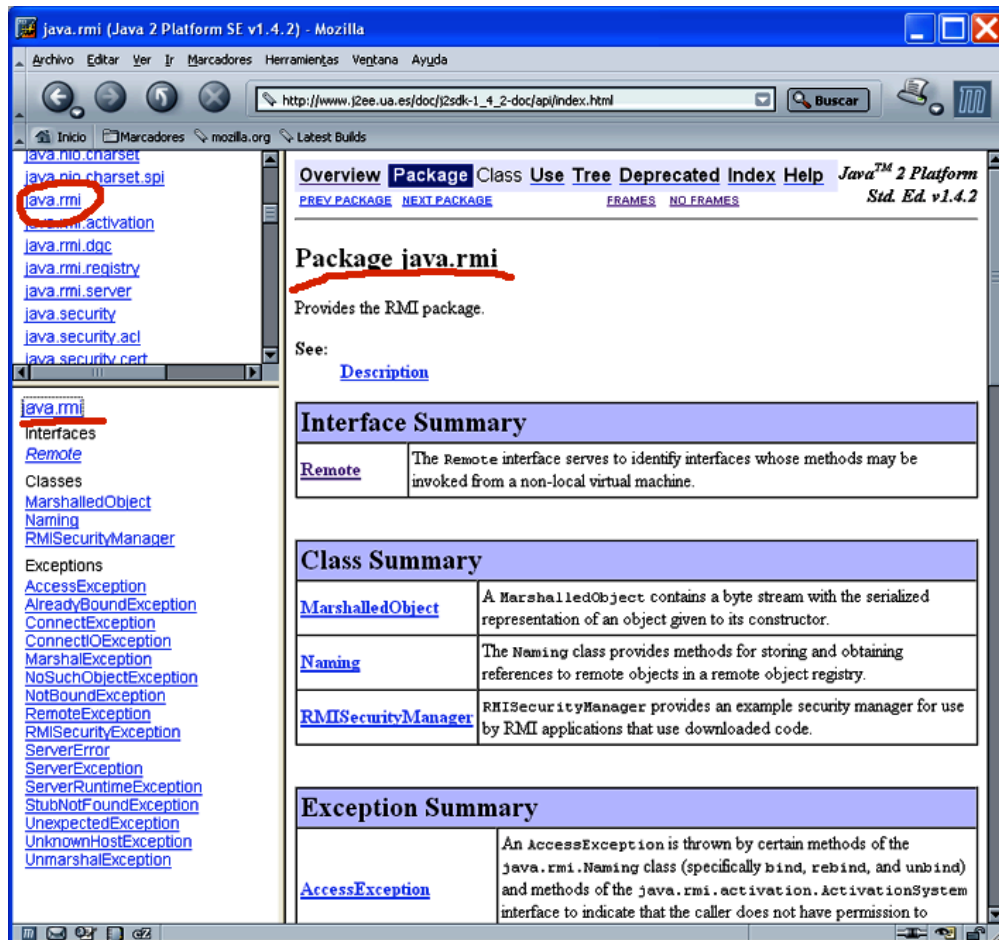 java.rmi (Java 2 Platform SE v1.4.2) - Mozilla
Archivo Editar Ver Ir Marcadores Herramientas Ventana Ayuda
http://www.j2ee.ua.es/doc/j2sdk-1_4_2-doc/api/index.html Buscar
Inicio Marcadores mozilla.org Latest Builds
java.nio.charset
java.nio.charset.spi
java.rmi
java.rmi.activation
java.rmi.dgc
java.rmi.registry
java.rmi.server
java.security
java.security.acl
java.security.cert
java.rmi
Interfaces
Remote
Classes
MarshalledObject
Naming
RMISecurityManager
Exceptions
AccessException
AlreadyBoundException
ConnectException
ConnectIOException
MarshalException
NoSuchObjectException
NotBoundException
RemoteException
RMISecurityException
ServerError
ServerException
ServerRuntimeException
StubNotFoundException
UnexpectedException
UnknownHostException
UnmarshalException
Overview Package Class Use Tree Deprecated Index Help
Java™ 2 Platform
Std. Ed. v1.4.2
PREV PACKAGE NEXT PACKAGE FRAMES NO FRAMES
Package java.rmi
Provides the RMI package.
See:
Description
Interface Summary
Remote
The Remote interface serves to identify interfaces whose methods may be
invoked from a non-local virtual machine.
Class Summary
MarshalledObject
A MarshalledObject contains a byte stream with the serialized
representation of an object given to its constructor.
Naming
The Naming class provides methods for storing and obtaining
references to remote objects in a remote object registry.
RMISecurityManager
RMISecurityManager provides an example security manager for use
by RMI applications that use downloaded code.
Exception Summary
AccessException
An AccessException is thrown by certain methods of the
java.rmi.Naming class (specifically bind, rebind, and unbind)
and methods of the java.rmi.activation.ActivationSystem
interface to indicate that the caller does not have permission to